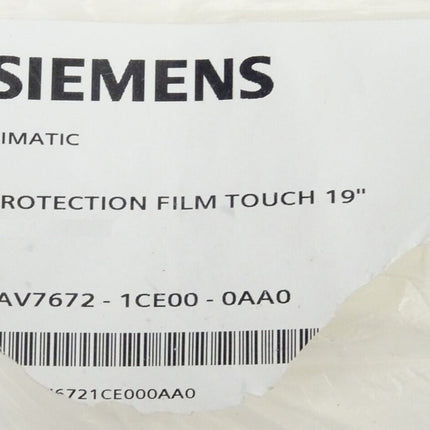 SIEMENS
IMATIC
ROTECTION FILM TOUCH 19"
AV7672 - 1CE00 - 0AA0
6721CE000AA0